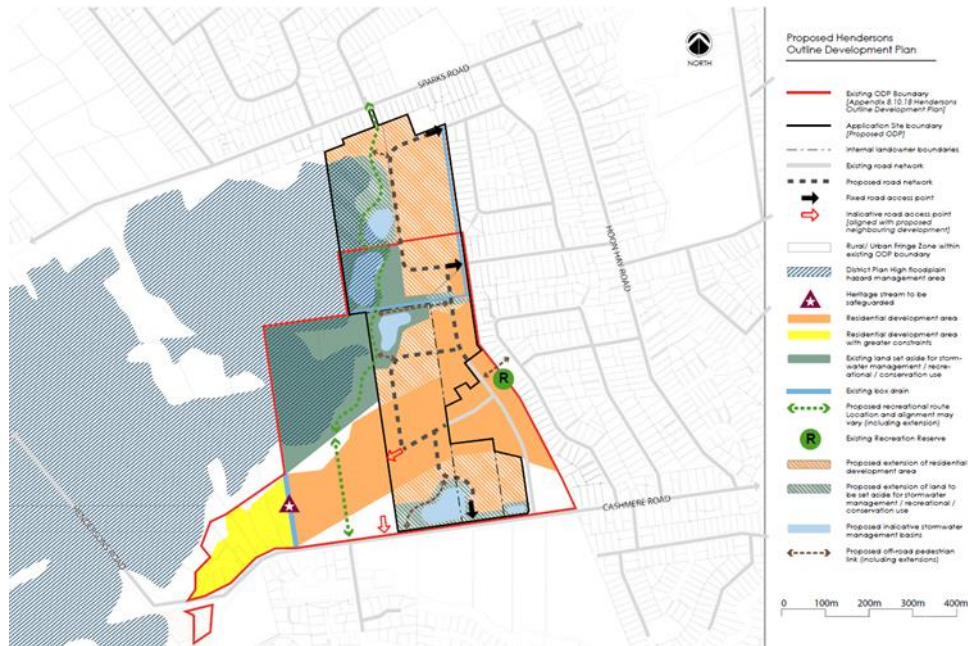 Proposed Hendersons
Outline Development Plan
NORTH
SPARKS ROAD
HOON HAY ROAD
R
CASHMERE ROAD
HENDERSONS ROAD
Existing ODP Boundary
[Appendix 8.10.18 Hendersons
Outline Development Plan]
Application Site boundary
[Proposed ODP]
Internal landowner boundaries
Existing road network
Proposed road network
Fixed road access point
Indicative road access point
[aligned with proposed
neighbouring development]
Rural/ Urban Fringe Zone within
existing ODP boundary
District Plan High floodplain
hazard management area
Heritage stream to be
safeguarded
Residential development area
Residential development area
with greater constraints
Existing land set aside for storm-
water management / recre-
ational / conservation use
Existing box drain
Proposed recreational route
Location and alignment may
vary (including extension)
R
Existing Recreation Reserve
Proposed extension of residential
development area
Proposed extension of land to
be set aside for stormwater
management / recreational /
conservation use
Proposed indicative stormwater
management basins
Proposed off-road pedestrian
link (including extensions)
0 100m 200m 300m 400m